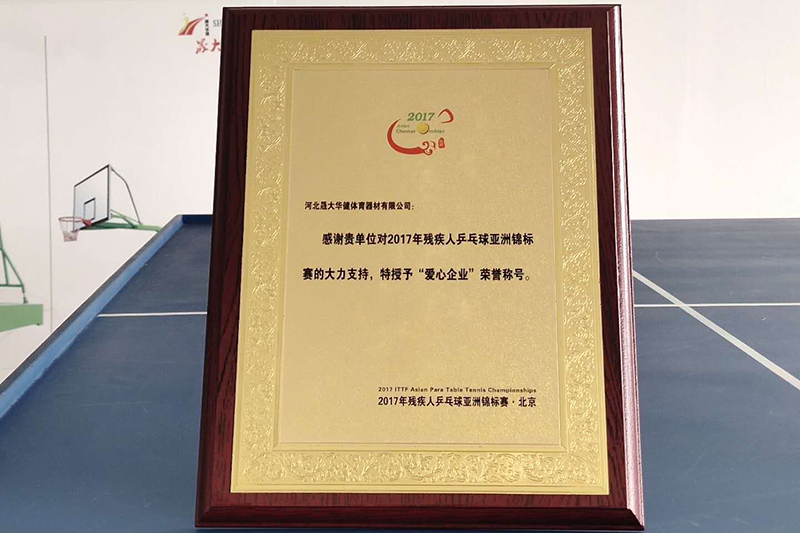 2017
Asian
河北晟大华健体育器材有限公司：
感谢贵单位对2017年残疾人乒乓球亚洲锦标
赛的大力支持，特授予“爱心企业”荣誉称号。
2017 ITTF Asian Para Table Tennis Championships
2017年残疾人乒乓球亚洲锦标赛·北京